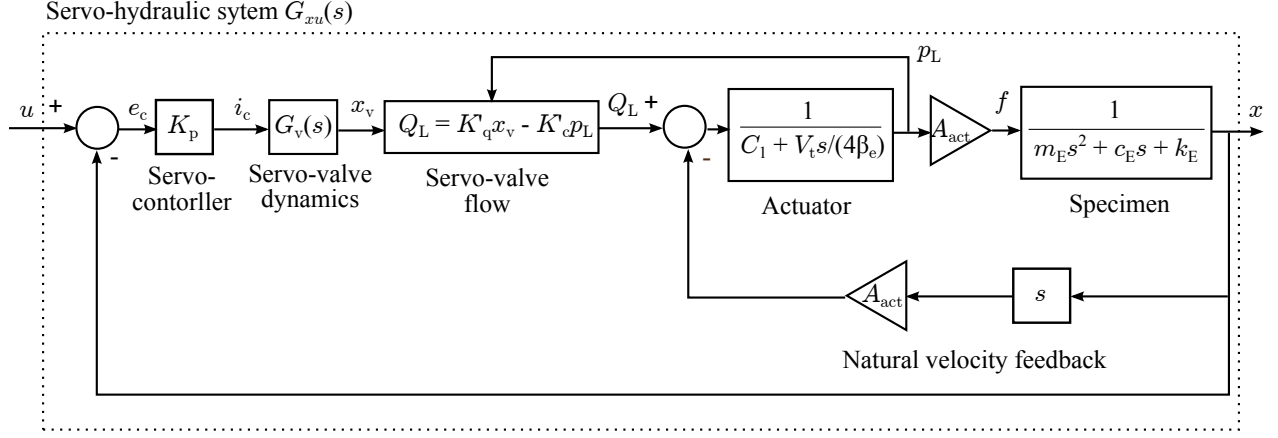 Servo-hydraulic sytem G_xu(s)
p_L
u + e_c i_c x_v Q_L + f x
K_p G_v(s) Q_L = K'_q x_v - K'_c p_L 1 / (C_l + V_t s/(4β_e)) A_act 1 / (m_E s² + c_E s + k_E)
- -
Servo-
contorller
Servo-valve
dynamics
Servo-valve
flow
Actuator
Specimen
A_act s
Natural velocity feedback